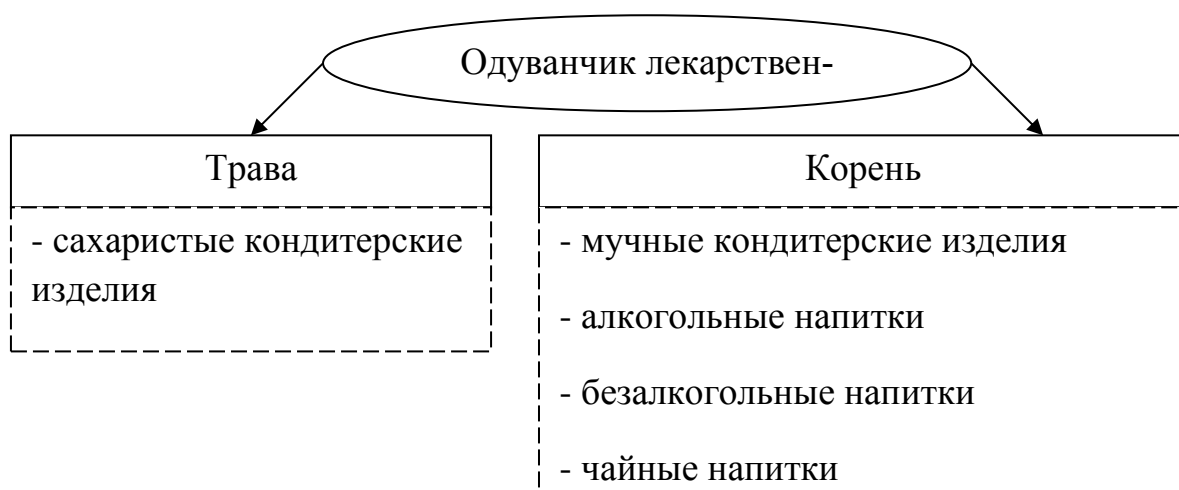 Одуванчик лекарствен-
Трава
- сахаристые кондитерские
изделия
Корень
- мучные кондитерские изделия
- алкогольные напитки
- безалкогольные напитки
- чайные напитки